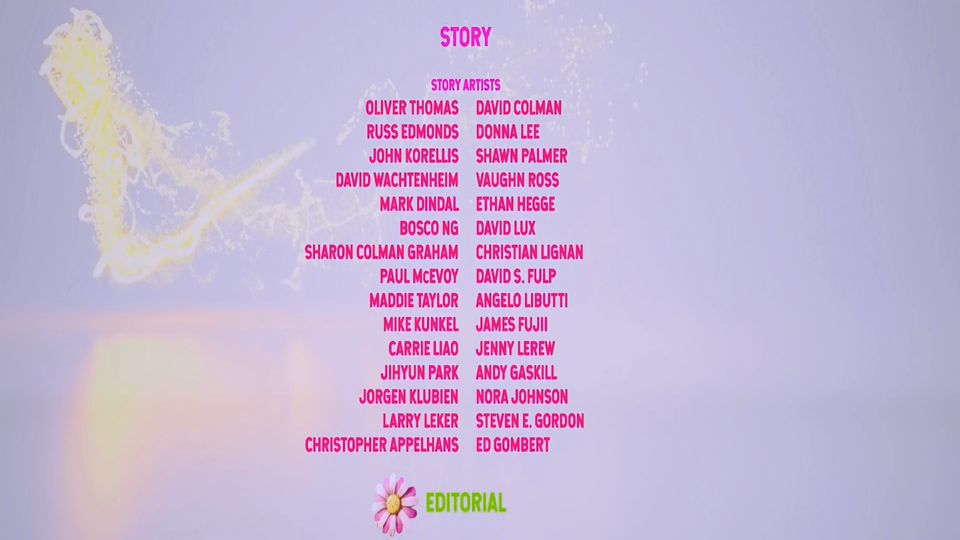 STORY
STORY ARTISTS
OLIVER THOMAS DAVID COLMAN
RUSS EDMONDS DONNA LEE
JOHN KORELLIS SHAWN PALMER
DAVID WACHTENHEIM VAUGHN ROSS
MARK DINDAL ETHAN HEGGE
BOSCO NG DAVID LUX
SHARON COLMAN GRAHAM CHRISTIAN LIGNAN
PAUL McEVOY DAVID S. FULP
MADDIE TAYLOR ANGELO LIBUTTI
MIKE KUNKEL JAMES FUJII
CARRIE LIAO JENNY LEREW
JIHYUN PARK ANDY GASKILL
JORGEN KLUBIEN NORA JOHNSON
LARRY LEKER STEVEN E. GORDON
CHRISTOPHER APPELHANS ED GOMBERT
EDITORIAL